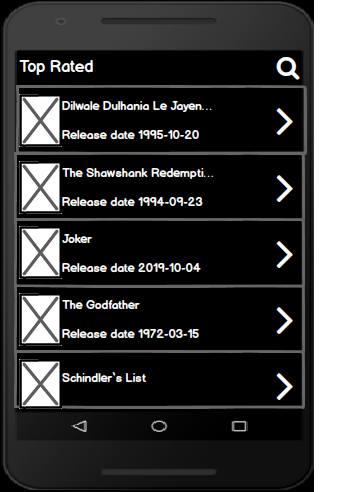 Top Rated
Dilwale Dulhania Le Jayen...
Release date 1995-10-20
The Shawshank Redempti...
Release date 1994-09-23
Joker
Release date 2019-10-04
The Godfather
Release date 1972-03-15
Schindler's List